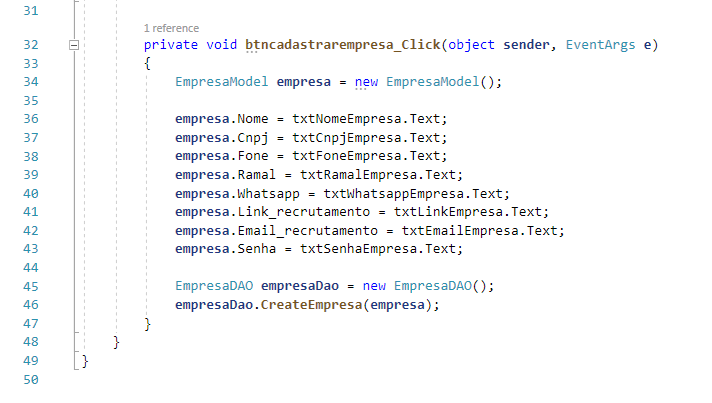 31
1 reference
32 private void btncadastrarempresa_Click(object sender, EventArgs e)
33 {
34 EmpresaModel empresa = new EmpresaModel();
35
36 empresa.Nome = txtNomeEmpresa.Text;
37 empresa.Cnpj = txtCnpjEmpresa.Text;
38 empresa.Fone = txtFoneEmpresa.Text;
39 empresa.Ramal = txtRamalEmpresa.Text;
40 empresa.Whatsapp = txtWhatsappEmpresa.Text;
41 empresa.Link_recrutamento = txtLinkEmpresa.Text;
42 empresa.Email_recrutamento = txtEmailEmpresa.Text;
43 empresa.Senha = txtSenhaEmpresa.Text;
44
45 EmpresaDAO empresaDao = new EmpresaDAO();
46 empresaDao.CreateEmpresa(empresa);
47 }
48 }
49 }
50